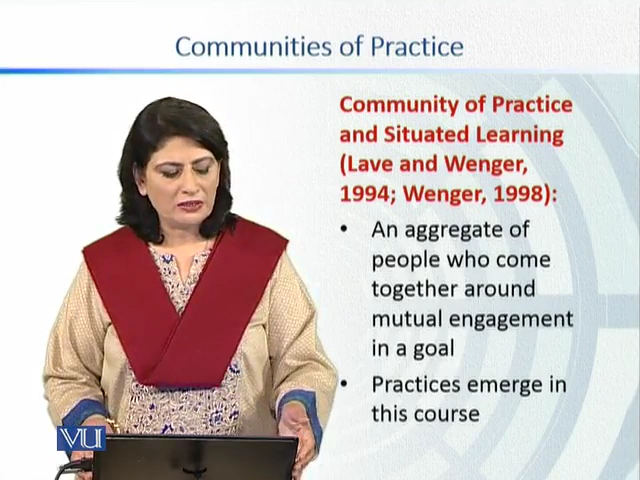 Communities of Practice
Community of Practice
and Situated Learning
(Lave and Wenger,
1994; Wenger, 1998):
• An aggregate of
people who come
together around
mutual engagement
in a goal
• Practices emerge in
this course
VU